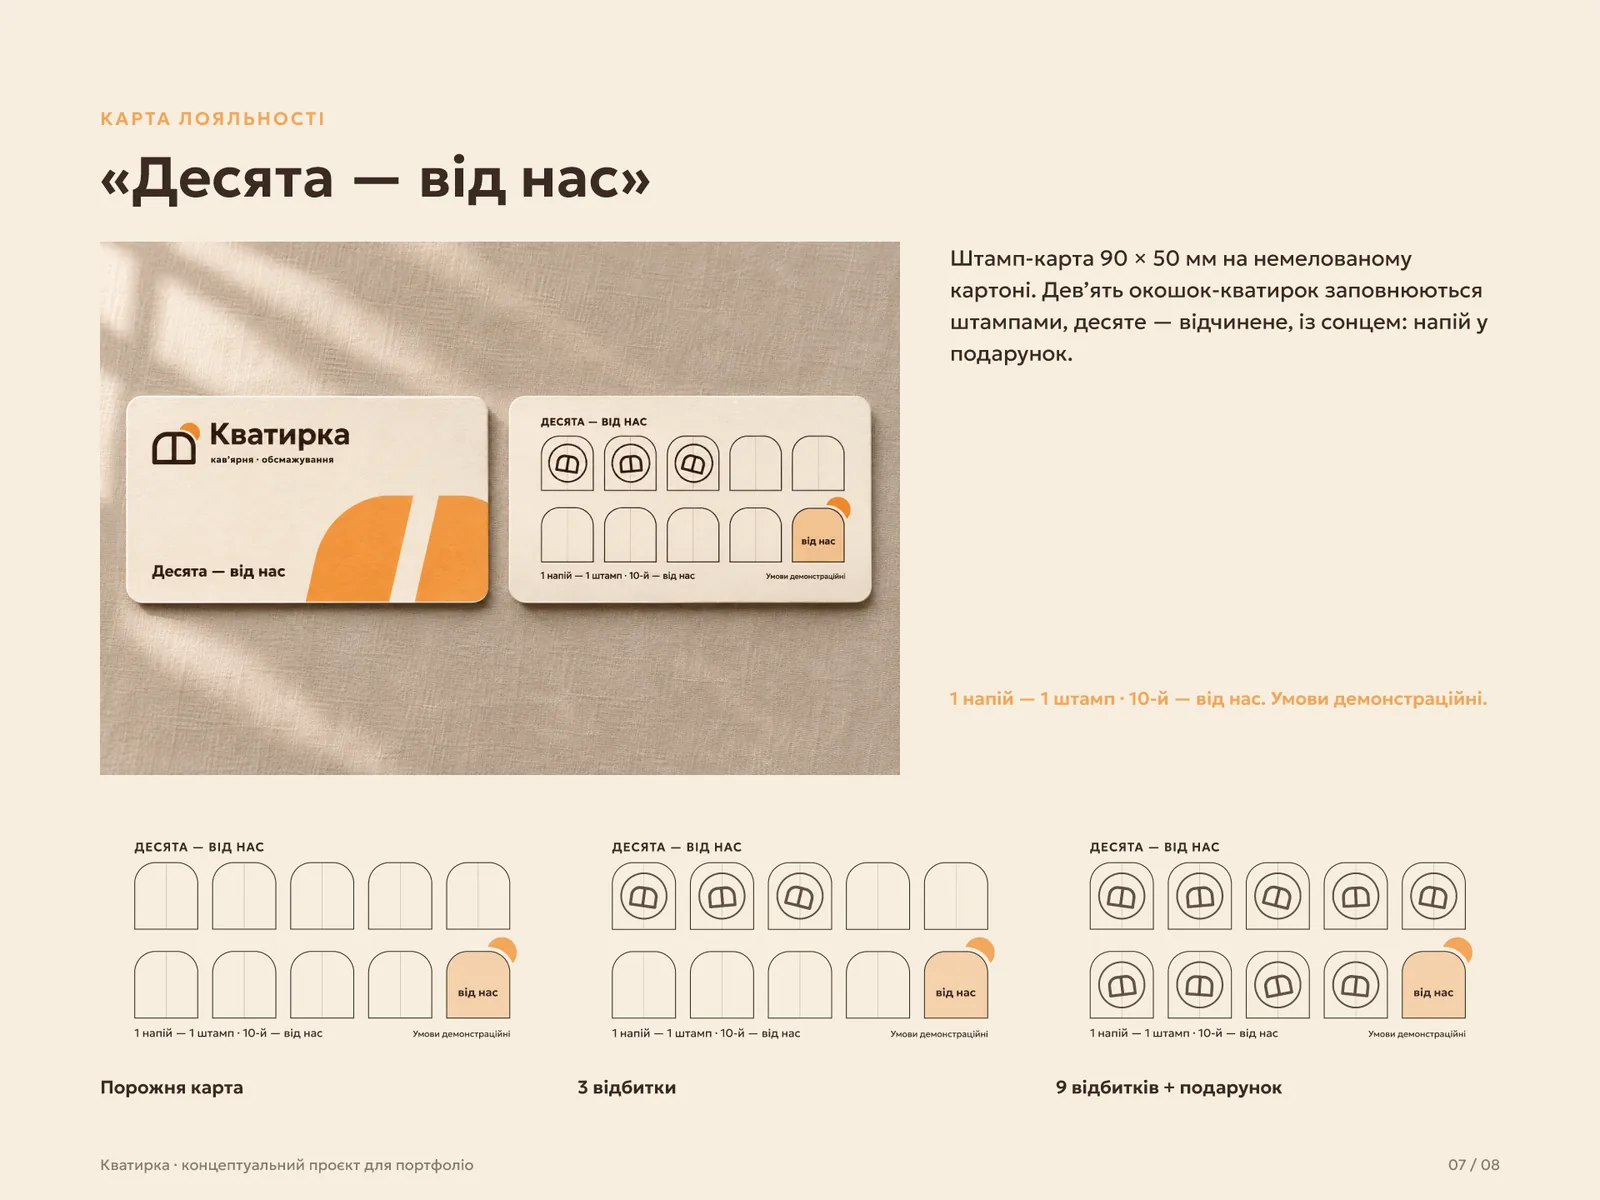 КАРТА ЛОЯЛЬНОСТІ
«Десята — від нас»
Кватирка
кав'ярня · обсмажування
Десята — від нас
ДЕСЯТА — ВІД НАС
від нас
1 напій — 1 штамп · 10-й — від нас
Умови демонстраційні
Штамп-карта 90 × 50 мм на немелованому
картоні. Дев’ять окошок-кватирок заповнюються
штампами, десяте — відчинене, із сонцем: напій у
подарунок.
1 напій — 1 штамп · 10-й — від нас. Умови демонстраційні.
ДЕСЯТА — ВІД НАС
від нас
1 напій — 1 штамп · 10-й — від нас
Умови демонстраційні
Порожня карта
ДЕСЯТА — ВІД НАС
від нас
1 напій — 1 штамп · 10-й — від нас
Умови демонстраційні
3 відбитки
ДЕСЯТА — ВІД НАС
від нас
1 напій — 1 штамп · 10-й — від нас
Умови демонстраційні
9 відбитків + подарунок
Кватирка · концептуальний проєкт для портфоліо
07 / 08